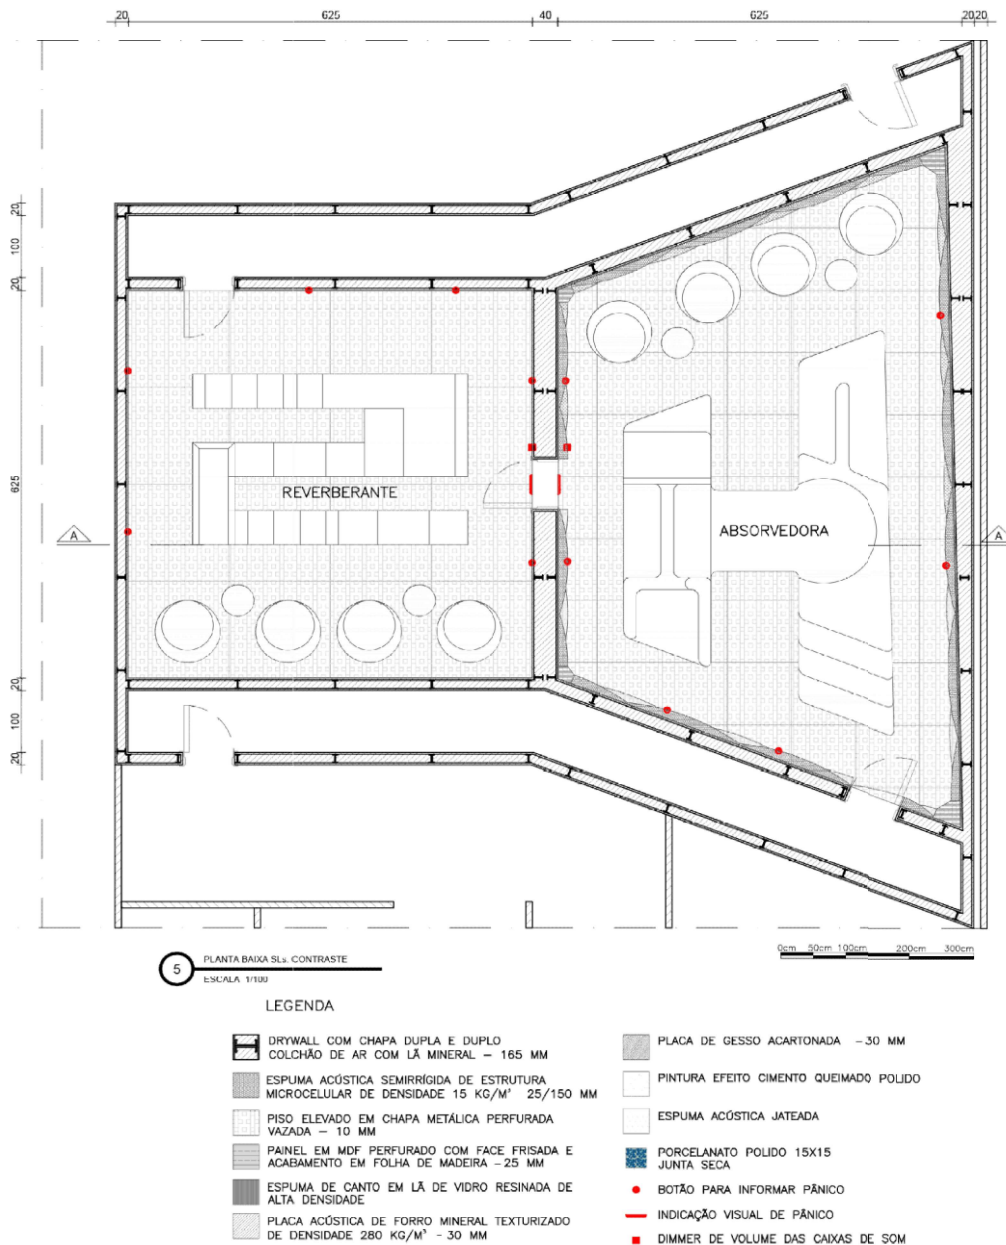 20 625 40 625 2020
20
100
20
REVERBERANTE
625
ABSORVEDORA
A A
20
100
20
5 PLANTA BAIXA SLs. CONTRASTE
ESCALA 1/100
0cm 50cm 100cm 200cm 300cm
LEGENDA
DRYWALL COM CHAPA DUPLA E DUPLO
COLCHÃO DE AR COM LÃ MINERAL - 165 MM
ESPUMA ACÚSTICA SEMIRRÍGIDA DE ESTRUTURA
MICROCELULAR DE DENSIDADE 15 KG/M³ 25/150 MM
PISO ELEVADO EM CHAPA METÁLICA PERFURADA
VAZADA - 10 MM
PAINEL EM MDF PERFURADO COM FACE FRISADA E
ACABAMENTO EM FOLHA DE MADEIRA -25 MM
ESPUMA DE CANTO EM LÃ DE VIDRO RESINADA DE
ALTA DENSIDADE
PLACA ACÚSTICA DE FORRO MINERAL TEXTURIZADO
DE DENSIDADE 280 KG/M³ - 30 MM
PLACA DE GESSO ACARTONADA -30 MM
PINTURA EFEITO CIMENTO QUEIMADO POLIDO
ESPUMA ACÚSTICA JATEADA
PORCELANATO POLIDO 15X15
JUNTA SECA
BOTÃO PARA INFORMAR PÂNICO
INDICAÇÃO VISUAL DE PÂNICO
DIMMER DE VOLUME DAS CAIXAS DE SOM